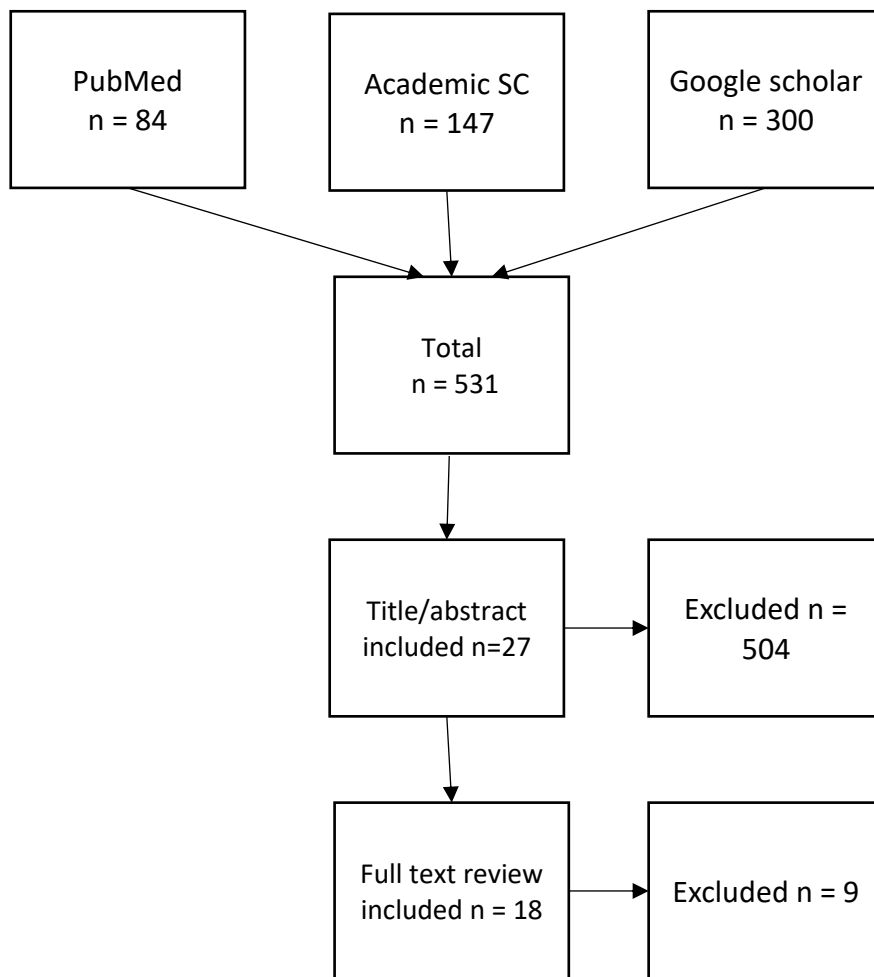 PubMed
n = 84
Academic SC
n = 147
Google scholar
n = 300
Total
n = 531
Title/abstract
included n=27
Excluded n =
504
Full text review
included n = 18
Excluded n = 9